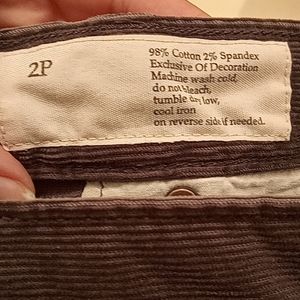 2P
98% Cotton 2% Spandex
Exclusive Of Decoration
Machine wash cold,
do not bleach,
tumble dry low,
cool iron
on reverse side if needed.